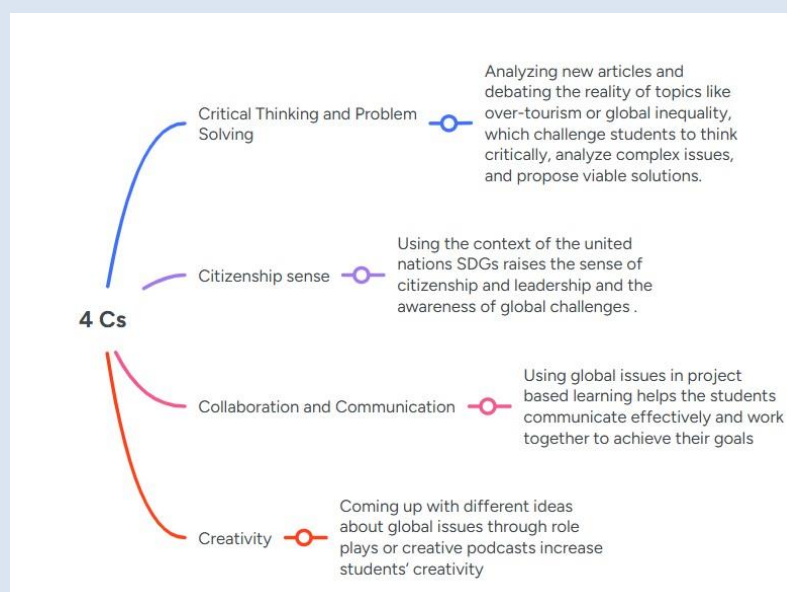 Critical Thinking and Problem
Solving
Analyzing new articles and
debating the reality of topics like
over-tourism or global inequality,
which challenge students to think
critically, analyze complex issues,
and propose viable solutions.
Citizenship sense
Using the context of the united
nations SDGs raises the sense of
citizenship and leadership and the
awareness of global challenges .
4 Cs
Collaboration and Communication
Using global issues in project
based learning helps the students
communicate effectively and work
together to achieve their goals
Creativity
Coming up with different ideas
about global issues through role
plays or creative podcasts increase
students’ creativity